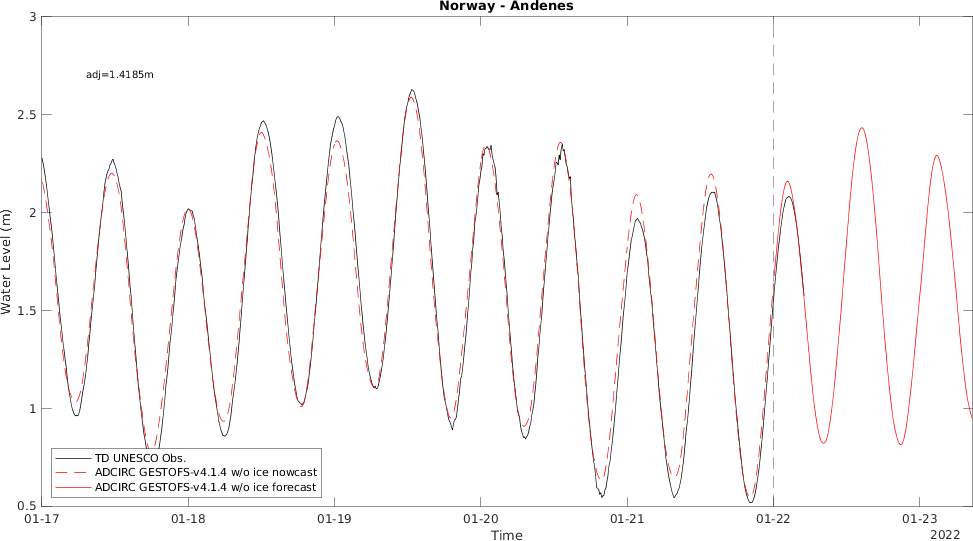 Norway - Andenes
adj=1.4185m
3
2.5
2
1.5
1
0.5
Water Level (m)
TD UNESCO Obs.
ADCIRC GESTOFS-v4.1.4 w/o ice nowcast
ADCIRC GESTOFS-v4.1.4 w/o ice forecast
01-17 01-18 01-19 01-20 01-21 01-22 01-23
Time
2022